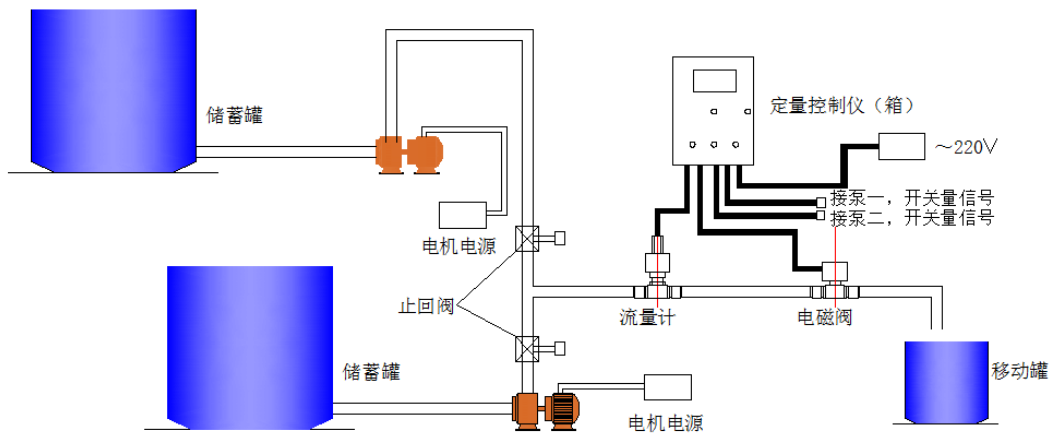 储蓄罐
定量控制仪（箱）
～220V
接泵一，开关量信号
接泵二，开关量信号
电机电源
止回阀
流量计
电磁阀
储蓄罐
移动罐
电机电源